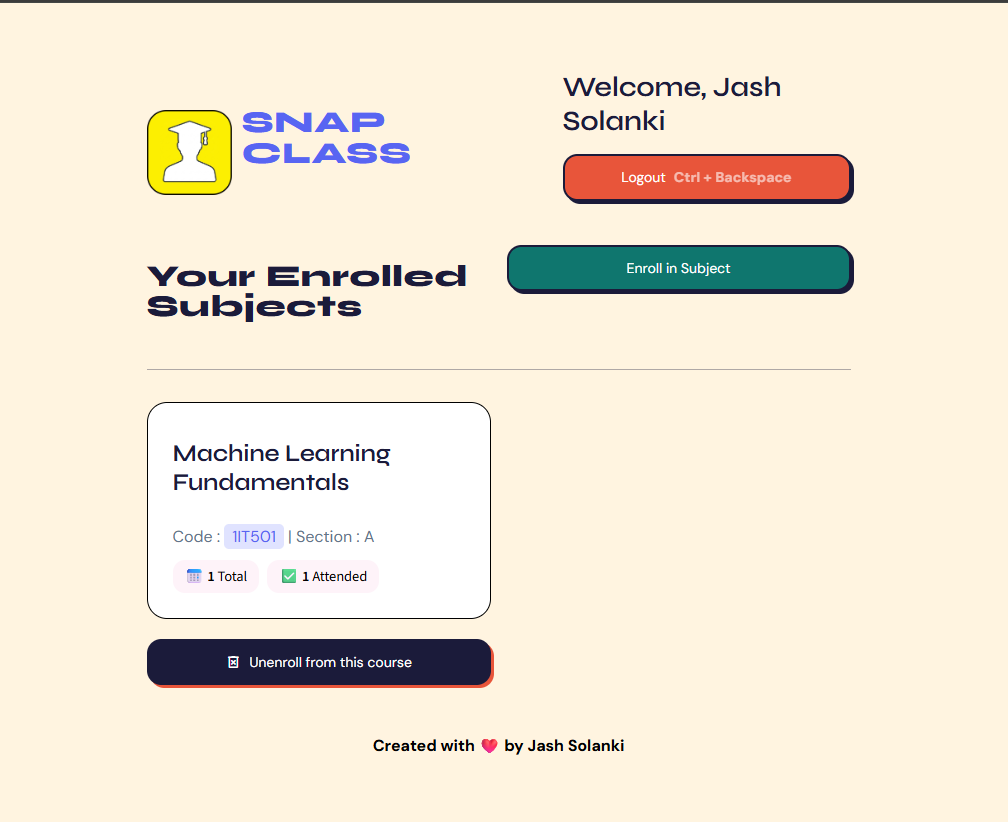 SNAP
CLASS
Welcome, Jash
Solanki
Logout Ctrl + Backspace
Your Enrolled
Subjects
Enroll in Subject
Machine Learning
Fundamentals
Code : 1IT501 | Section : A
1 Total 1 Attended
Unenroll from this course
Created with ❤️ by Jash Solanki